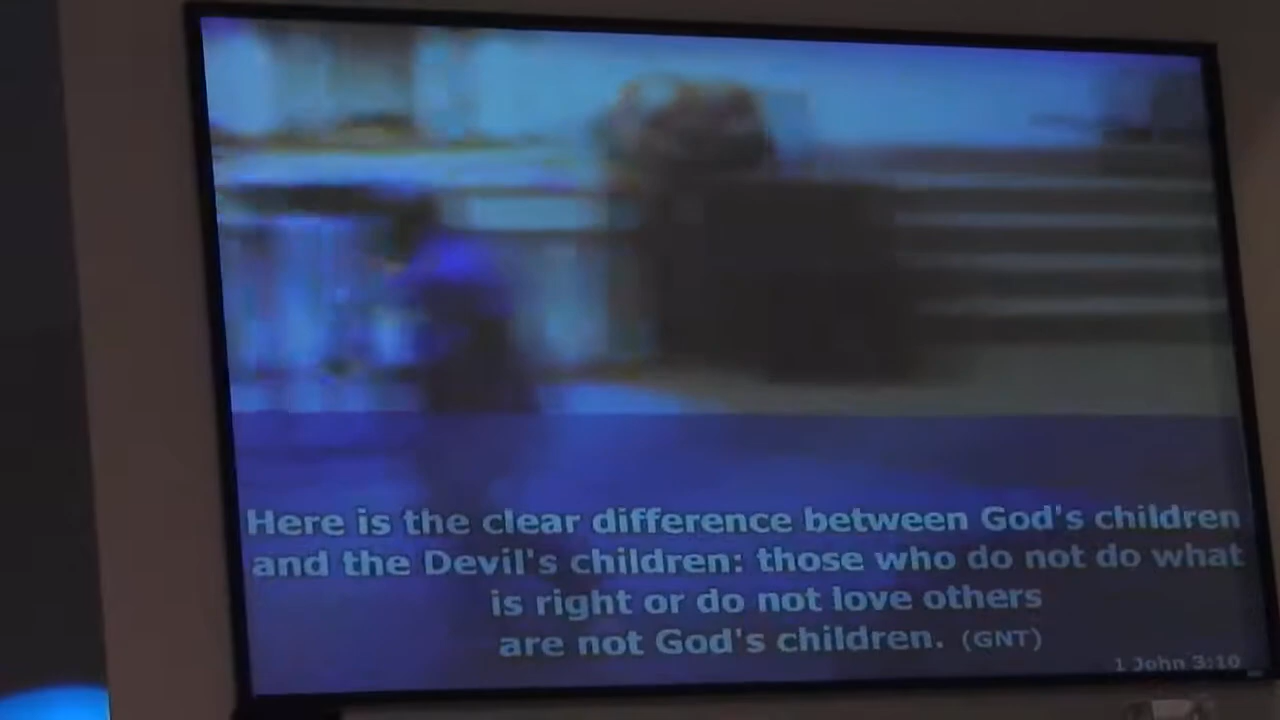 Here is the clear difference between God's children
and the Devil's children: those who do not do what
is right or do not love others
are not God's children. (GNT)
1 John 3:10